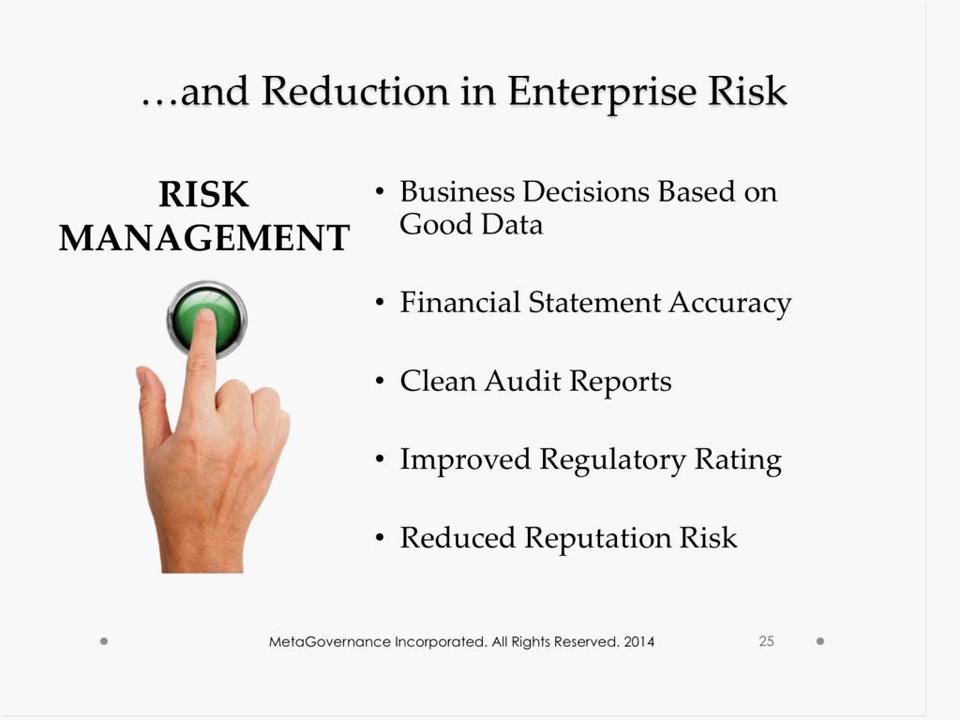 …and Reduction in Enterprise Risk
RISK
MANAGEMENT
• Business Decisions Based on
Good Data
• Financial Statement Accuracy
• Clean Audit Reports
• Improved Regulatory Rating
• Reduced Reputation Risk
MetaGovernance Incorporated. All Rights Reserved. 2014
25